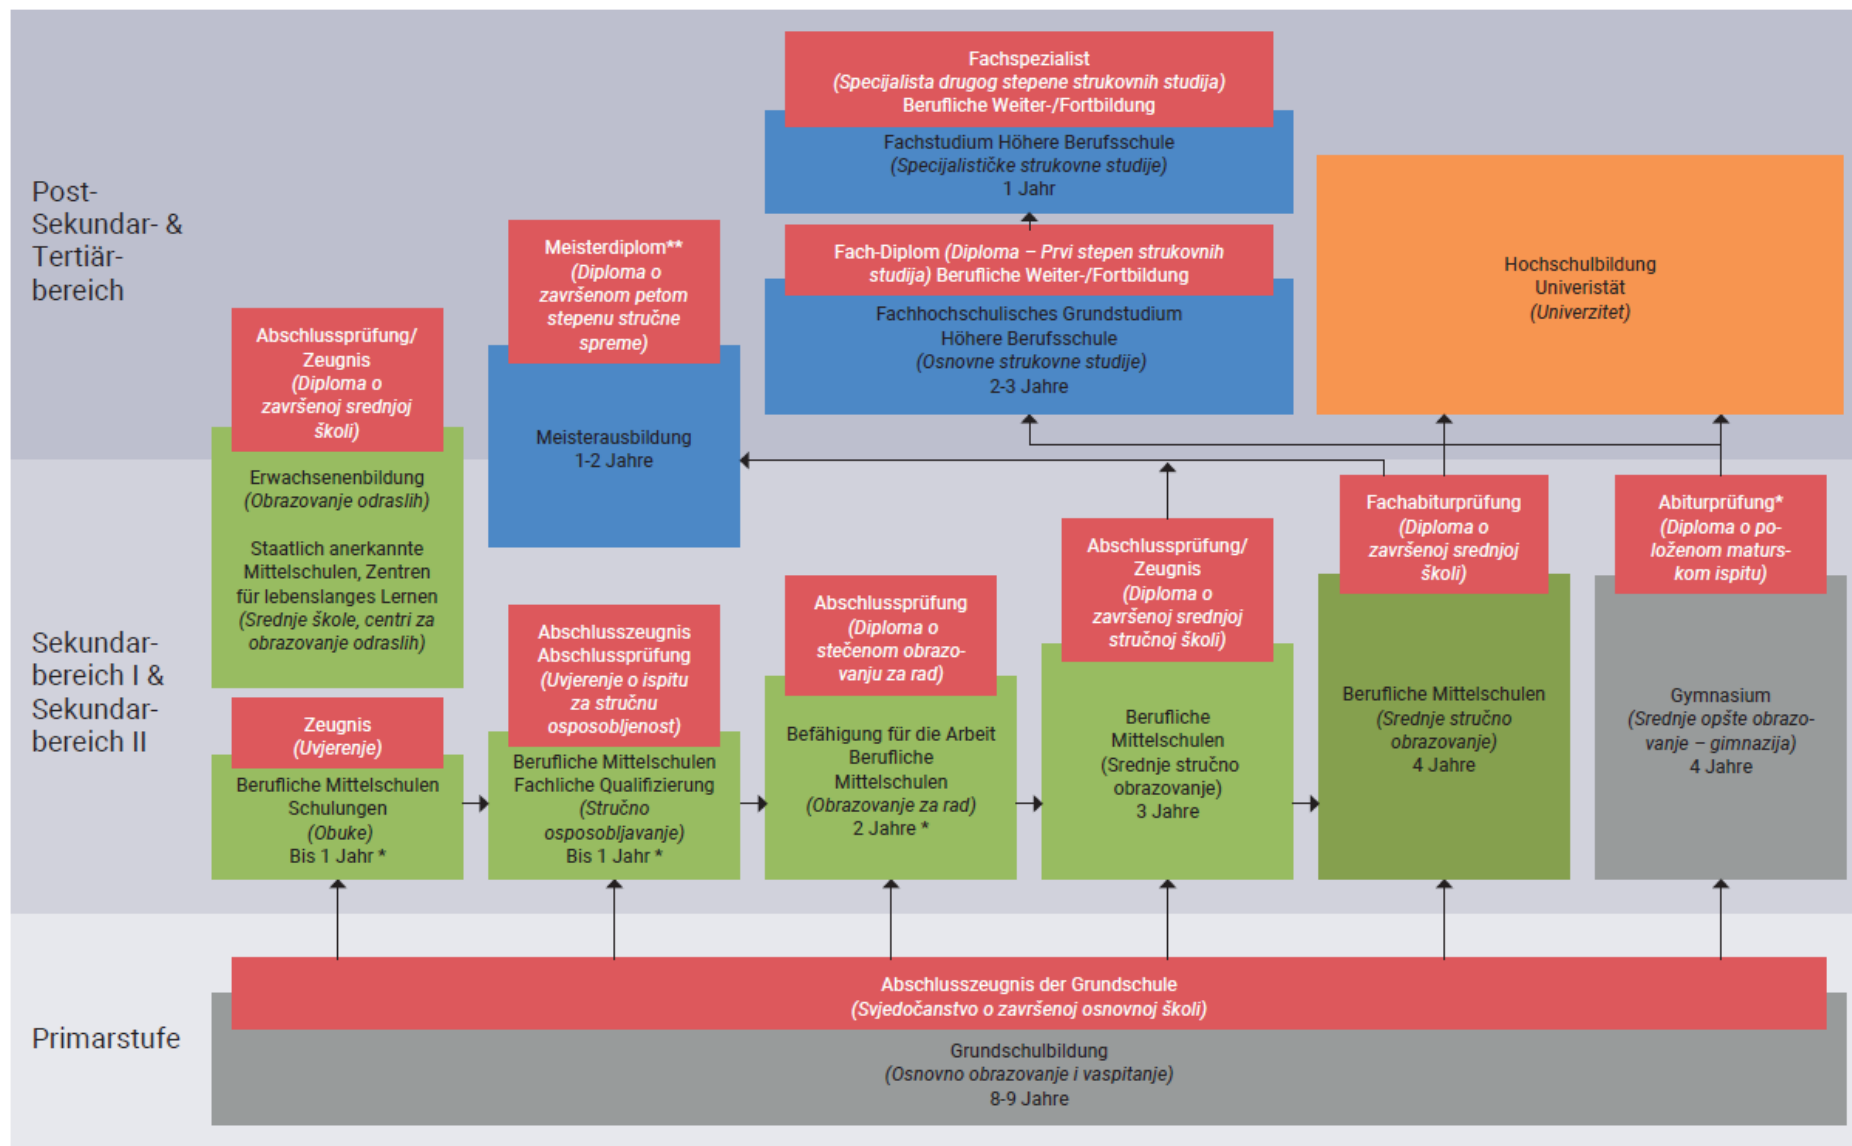 Post-
Sekundar- &
Tertiär-
bereich
Fachspezialist
(Specijalista drugog stepene strukovnih studija)
Berufliche Weiter-/Fortbildung
Fachstudium Höhere Berufsschule
(Specijalističke strukovne studije)
1 Jahr
Fach-Diplom (Diploma – Prvi stepen strukovnih
studija) Berufliche Weiter-/Fortbildung
Fachhochschulisches Grundstudium
Höhere Berufsschule
(Osnovne strukovne studije)
2-3 Jahre
Hochschulbildung
Univeristät
(Univerzitet)
Meisterdiplom**
(Diploma o
završenom petom
stepenu stručne
spreme)
Meisterausbildung
1-2 Jahre
Abschlussprüfung/
Zeugnis
(Diploma o
završenoj srednjoj
školi)
Erwachsenenbildung
(Obrazovanje odraslih)
Staatlich anerkannte
Mittelschulen, Zentren
für lebenslanges Lernen
(Srednje škole, centri za
obrazovanje odraslih)
Sekundar-
bereich I &
Sekundar-
bereich II
Zeugnis
(Uvjerenje)
Berufliche Mittelschulen
Schulungen
(Obuke)
Bis 1 Jahr *
Abschlusszeugnis
Abschlussprüfung
(Uvjerenje o ispitu
za stručnu
osposobljenost)
Berufliche Mittelschulen
Fachliche Qualifizierung
(Stručno
osposobljavanje)
Bis 1 Jahr *
Abschlussprüfung
(Diploma o
stečenom obrazo-
vanju za rad)
Befähigung für die Arbeit
Berufliche
Mittelschulen
(Obrazovanje za rad)
2 Jahre *
Abschlussprüfung/
Zeugnis
(Diploma o
završenoj srednjoj
stručnoj školi)
Berufliche
Mittelschulen
(Srednje stručno
obrazovanje)
3 Jahre
Fachabiturprüfung
(Diploma o
završenoj srednjoj
školi)
Berufliche Mittelschulen
(Srednje stručno
obrazovanje)
4 Jahre
Abiturprüfung*
(Diploma o po-
loženom maturs-
kom ispitu)
Gymnasium
(Srednje opšte obrazo-
vanje – gimnazija)
4 Jahre
Primarstufe
Abschlusszeugnis der Grundschule
(Svjedočanstvo o završenoj osnovnoj školi)
Grundschulbildung
(Osnovno obrazovanje i vaspitanje)
8-9 Jahre